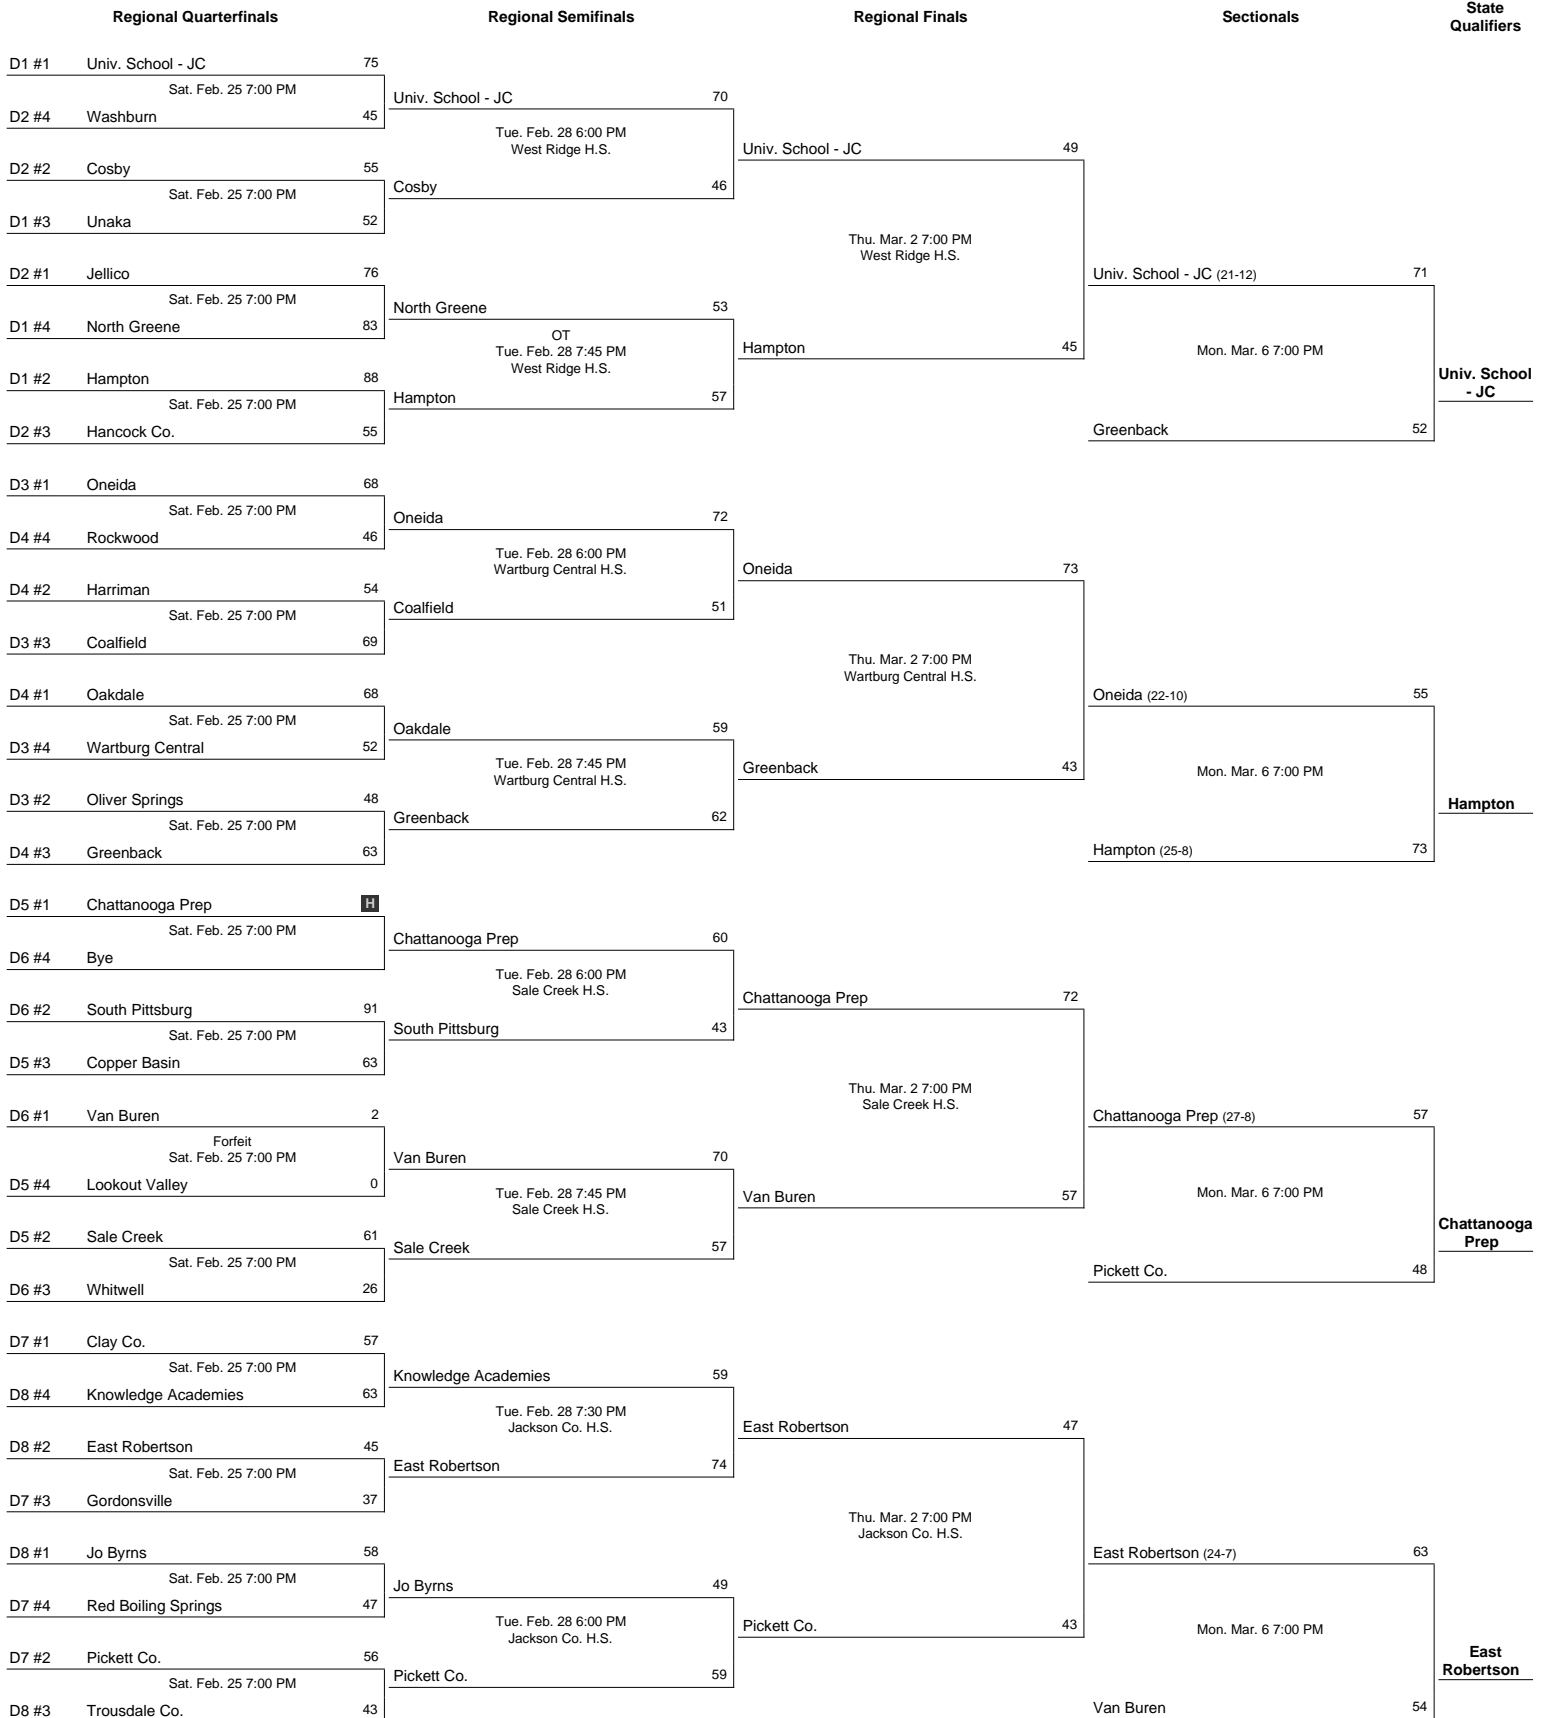 Regional Quarterfinals Regional Semifinals Regional Finals Sectionals State Qualifiers
D1 #1 Univ. School - JC 75
Sat. Feb. 25 7:00 PM
D2 #4 Washburn 45
D2 #2 Cosby 55
Sat. Feb. 25 7:00 PM
D1 #3 Unaka 52
D2 #1 Jellico 76
Sat. Feb. 25 7:00 PM
D1 #4 North Greene 83
D1 #2 Hampton 88
Sat. Feb. 25 7:00 PM
D2 #3 Hancock Co. 55
D3 #1 Oneida 68
Sat. Feb. 25 7:00 PM
D4 #4 Rockwood 46
D4 #2 Harriman 54
Sat. Feb. 25 7:00 PM
D3 #3 Coalfield 69
D4 #1 Oakdale 68
Sat. Feb. 25 7:00 PM
D3 #4 Wartburg Central 52
D3 #2 Oliver Springs 48
Sat. Feb. 25 7:00 PM
D4 #3 Greenback 63
D5 #1 Chattanooga Prep H
Sat. Feb. 25 7:00 PM
D6 #4 Bye
D6 #2 South Pittsburg 91
Sat. Feb. 25 7:00 PM
D5 #3 Copper Basin 63
D6 #1 Van Buren 2
Forfeit
Sat. Feb. 25 7:00 PM
D5 #4 Lookout Valley 0
D5 #2 Sale Creek 61
Sat. Feb. 25 7:00 PM
D6 #3 Whitwell 26
D7 #1 Clay Co. 57
Sat. Feb. 25 7:00 PM
D8 #4 Knowledge Academies 63
D8 #2 East Robertson 45
Sat. Feb. 25 7:00 PM
D7 #3 Gordonsville 37
D8 #1 Jo Byrns 58
Sat. Feb. 25 7:00 PM
D7 #4 Red Boiling Springs 47
D7 #2 Pickett Co. 56
Sat. Feb. 25 7:00 PM
D8 #3 Trousdale Co. 43
Univ. School - JC 70
Tue. Feb. 28 6:00 PM
West Ridge H.S.
Cosby 46
North Greene 53
OT
Tue. Feb. 28 7:45 PM
West Ridge H.S.
Hampton 57
Oneida 72
Tue. Feb. 28 6:00 PM
Wartburg Central H.S.
Coalfield 51
Oakdale 59
Tue. Feb. 28 7:45 PM
Wartburg Central H.S.
Greenback 62
Chattanooga Prep 60
Tue. Feb. 28 6:00 PM
Sale Creek H.S.
South Pittsburg 43
Van Buren 70
Tue. Feb. 28 7:45 PM
Sale Creek H.S.
Sale Creek 57
Knowledge Academies 59
Tue. Feb. 28 7:30 PM
Jackson Co. H.S.
East Robertson 74
Jo Byrns 49
Tue. Feb. 28 6:00 PM
Jackson Co. H.S.
Pickett Co. 59
Univ. School - JC 49
Thu. Mar. 2 7:00 PM
West Ridge H.S.
Hampton 45
Oneida 73
Thu. Mar. 2 7:00 PM
Wartburg Central H.S.
Greenback 43
Chattanooga Prep 72
Thu. Mar. 2 7:00 PM
Sale Creek H.S.
Van Buren 57
East Robertson 47
Thu. Mar. 2 7:00 PM
Jackson Co. H.S.
Pickett Co. 43
Univ. School - JC (21-12) 71
Mon. Mar. 6 7:00 PM
Greenback 52
Oneida (22-10) 55
Mon. Mar. 6 7:00 PM
Hampton (25-8) 73
Chattanooga Prep (27-8) 57
Mon. Mar. 6 7:00 PM
Pickett Co. 48
East Robertson (24-7) 63
Mon. Mar. 6 7:00 PM
Van Buren 54
Univ. School
- JC
Hampton
Chattanooga
Prep
East
Robertson